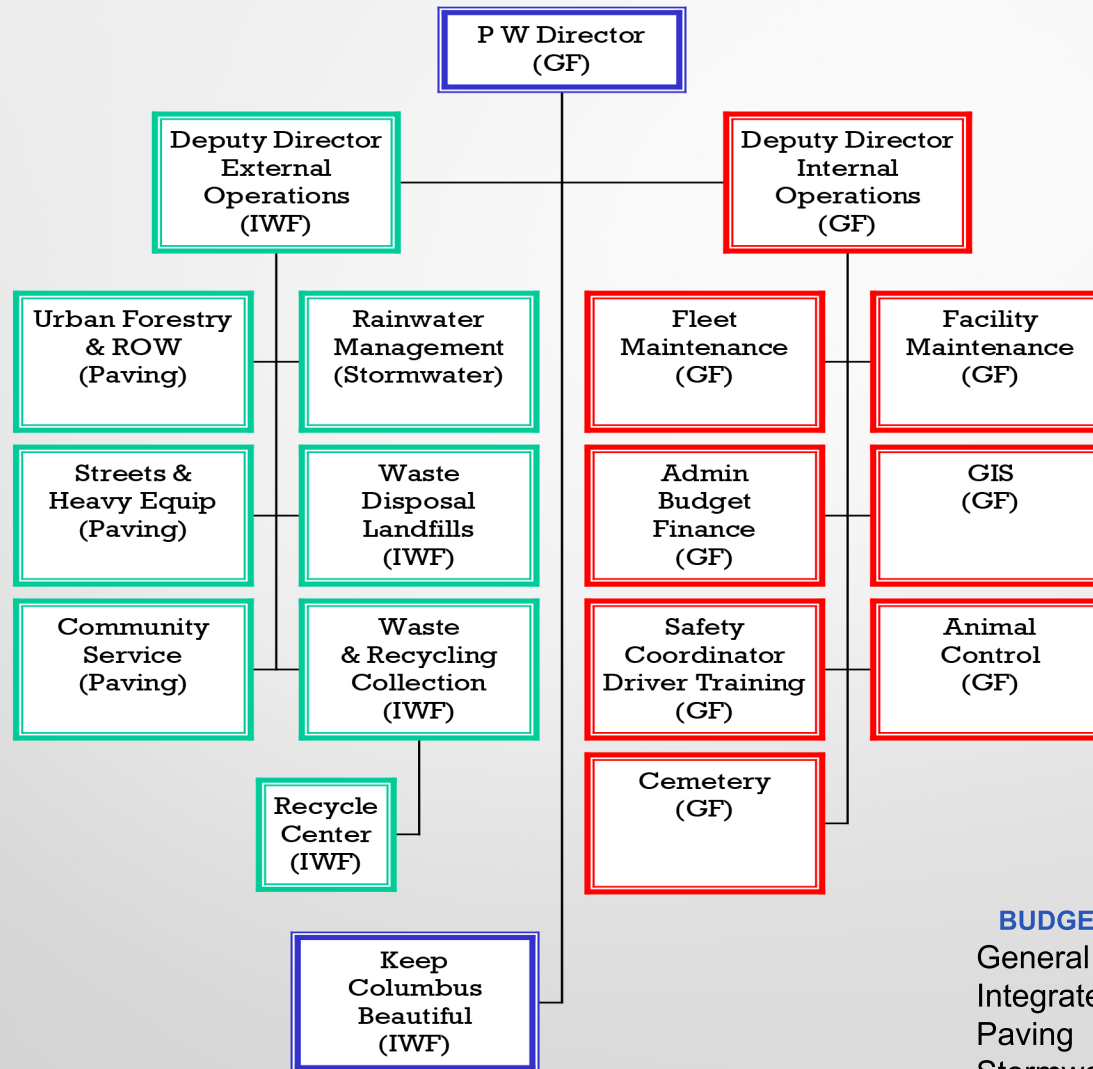 P W Director
(GF)
Deputy Director
External
Operations
(IWF)
Deputy Director
Internal
Operations
(GF)
Urban Forestry
& ROW
(Paving)
Rainwater
Management
(Stormwater)
Fleet
Maintenance
(GF)
Facility
Maintenance
(GF)
Streets &
Heavy Equip
(Paving)
Waste
Disposal
Landfills
(IWF)
Admin
Budget
Finance
(GF)
GIS
(GF)
Community
Service
(Paving)
Waste
& Recycling
Collection
(IWF)
Safety
Coordinator
Driver Training
(GF)
Animal
Control
(GF)
Recycle
Center
(IWF)
Cemetery
(GF)
Keep
Columbus
Beautiful
(IWF)
BUDGE
General
Integrate
Paving